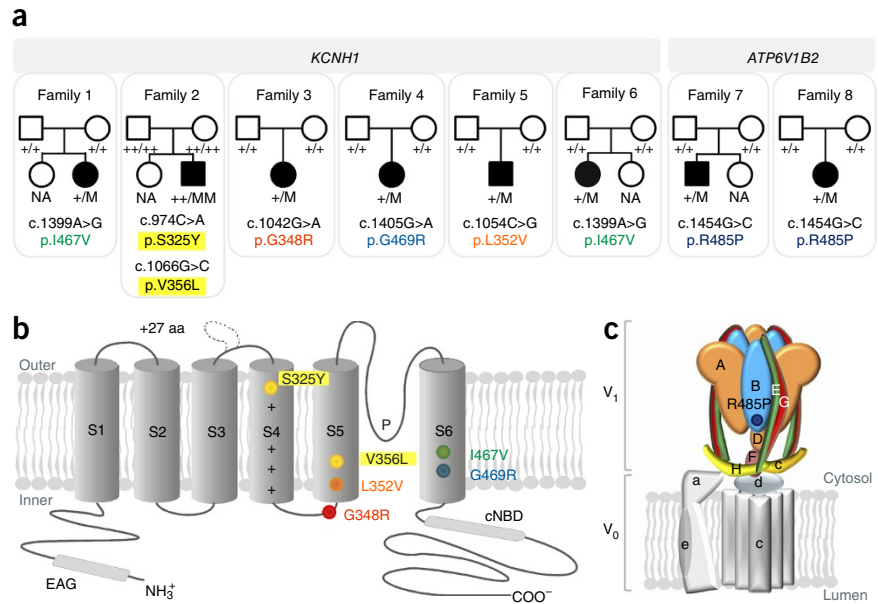 a
KCNH1 ATP6V1B2
Family 1 Family 2 Family 3 Family 4 Family 5 Family 6 Family 7 Family 8
+/+ +/+ ++/++ ++/++ +/+ +/+ +/+ +/+ +/+ +/+ +/+ +/+ +/+ +/+ +/+ +/+
NA +/M NA ++/MM +/M +/M +/M +/M NA +/M NA +/M
c.1399A>G c.974C>A c.1042G>A c.1405G>A c.1054C>G c.1399A>G c.1454G>C c.1454G>C
p.I467V p.S325Y p.G348R p.G469R p.L352V p.I467V p.R485P p.R485P
c.1066G>C
p.V356L
b
+27 aa
Outer
S325Y
+
S1 S2 S3 S4 S5 P S6
+
+
+
+
V356L
L352V
G348R
I467V
G469R
Inner
cNBD
EAG
NH3+
COO−
c
V1
A
B
E
G
R485P
D
F
H
c
a
d
Cytosol
V0
e
c
Lumen